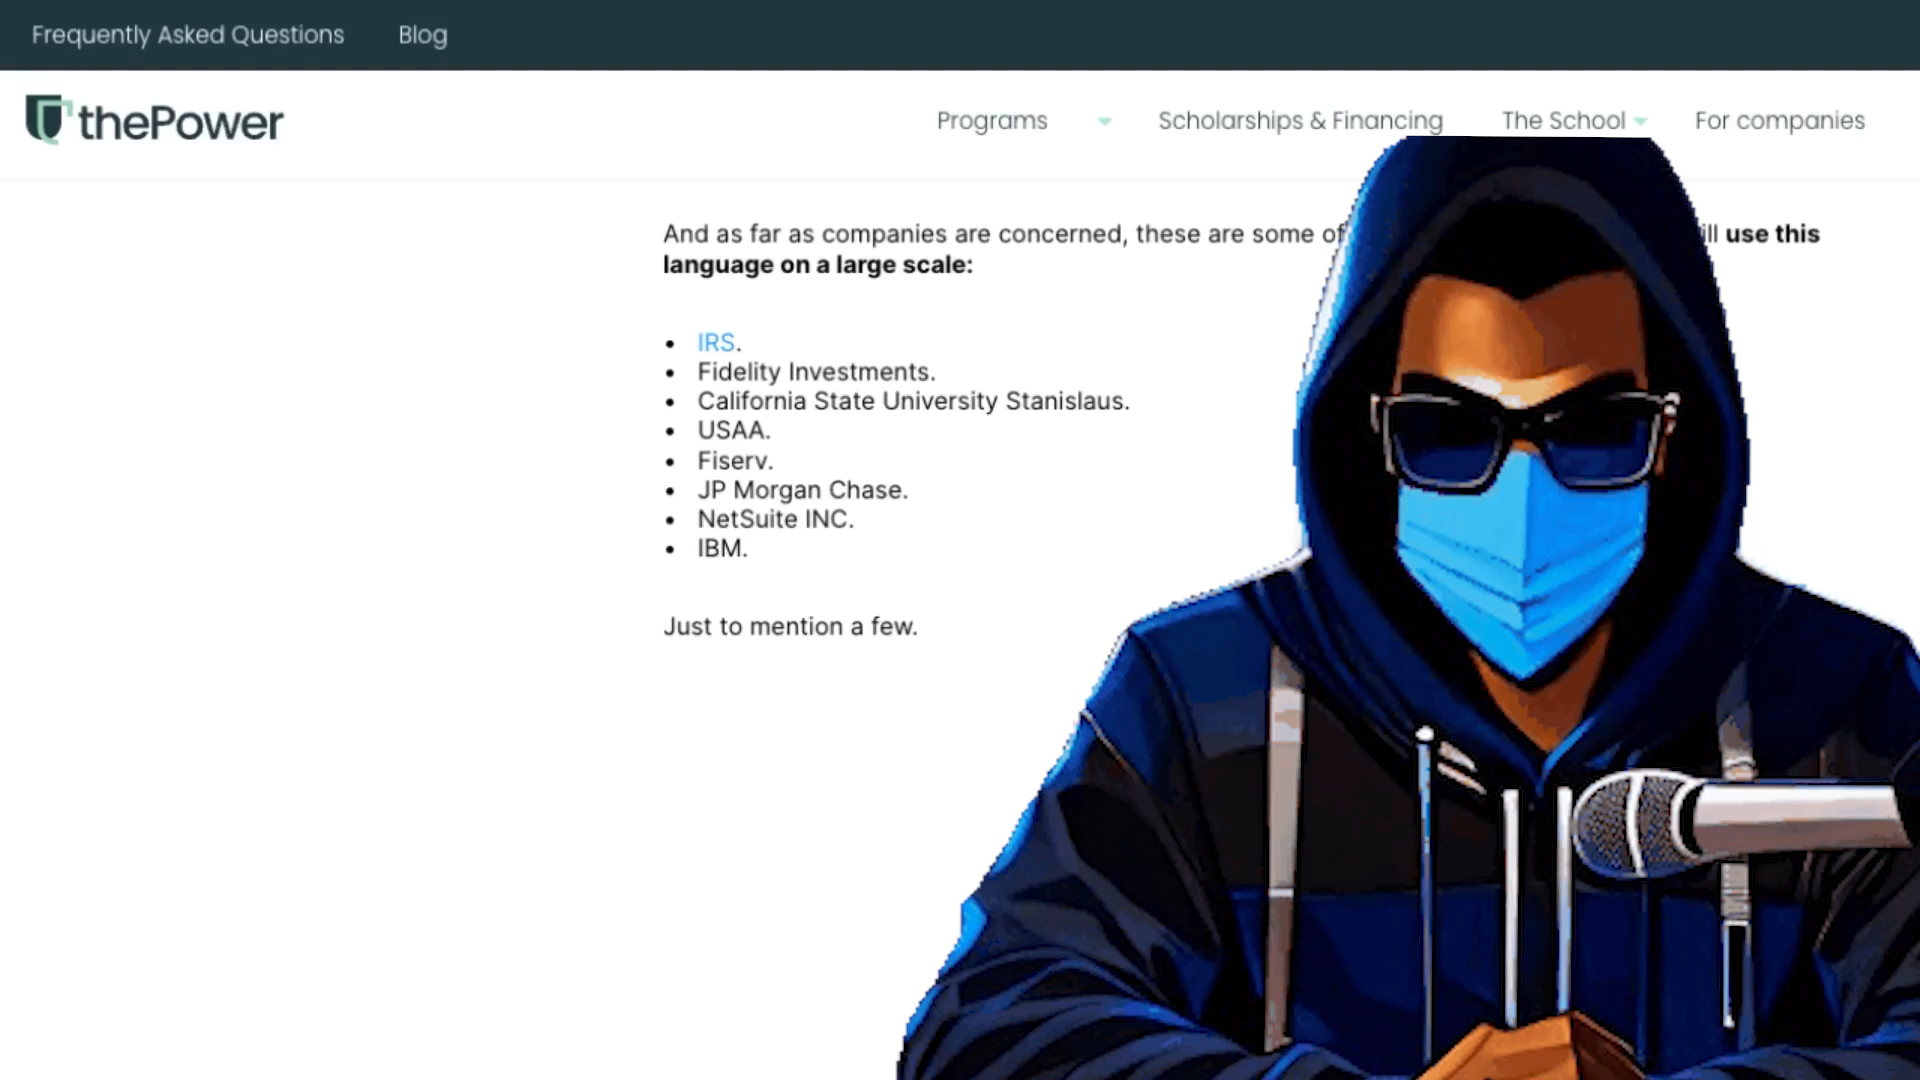 Frequently Asked Questions Blog
thePower Programs Scholarships & Financing The School For companies
And as far as companies are concerned, these are some of use this
language on a large scale:
• IRS.
• Fidelity Investments.
• California State University Stanislaus.
• USAA.
• Fiserv.
• JP Morgan Chase.
• NetSuite INC.
• IBM.
Just to mention a few.